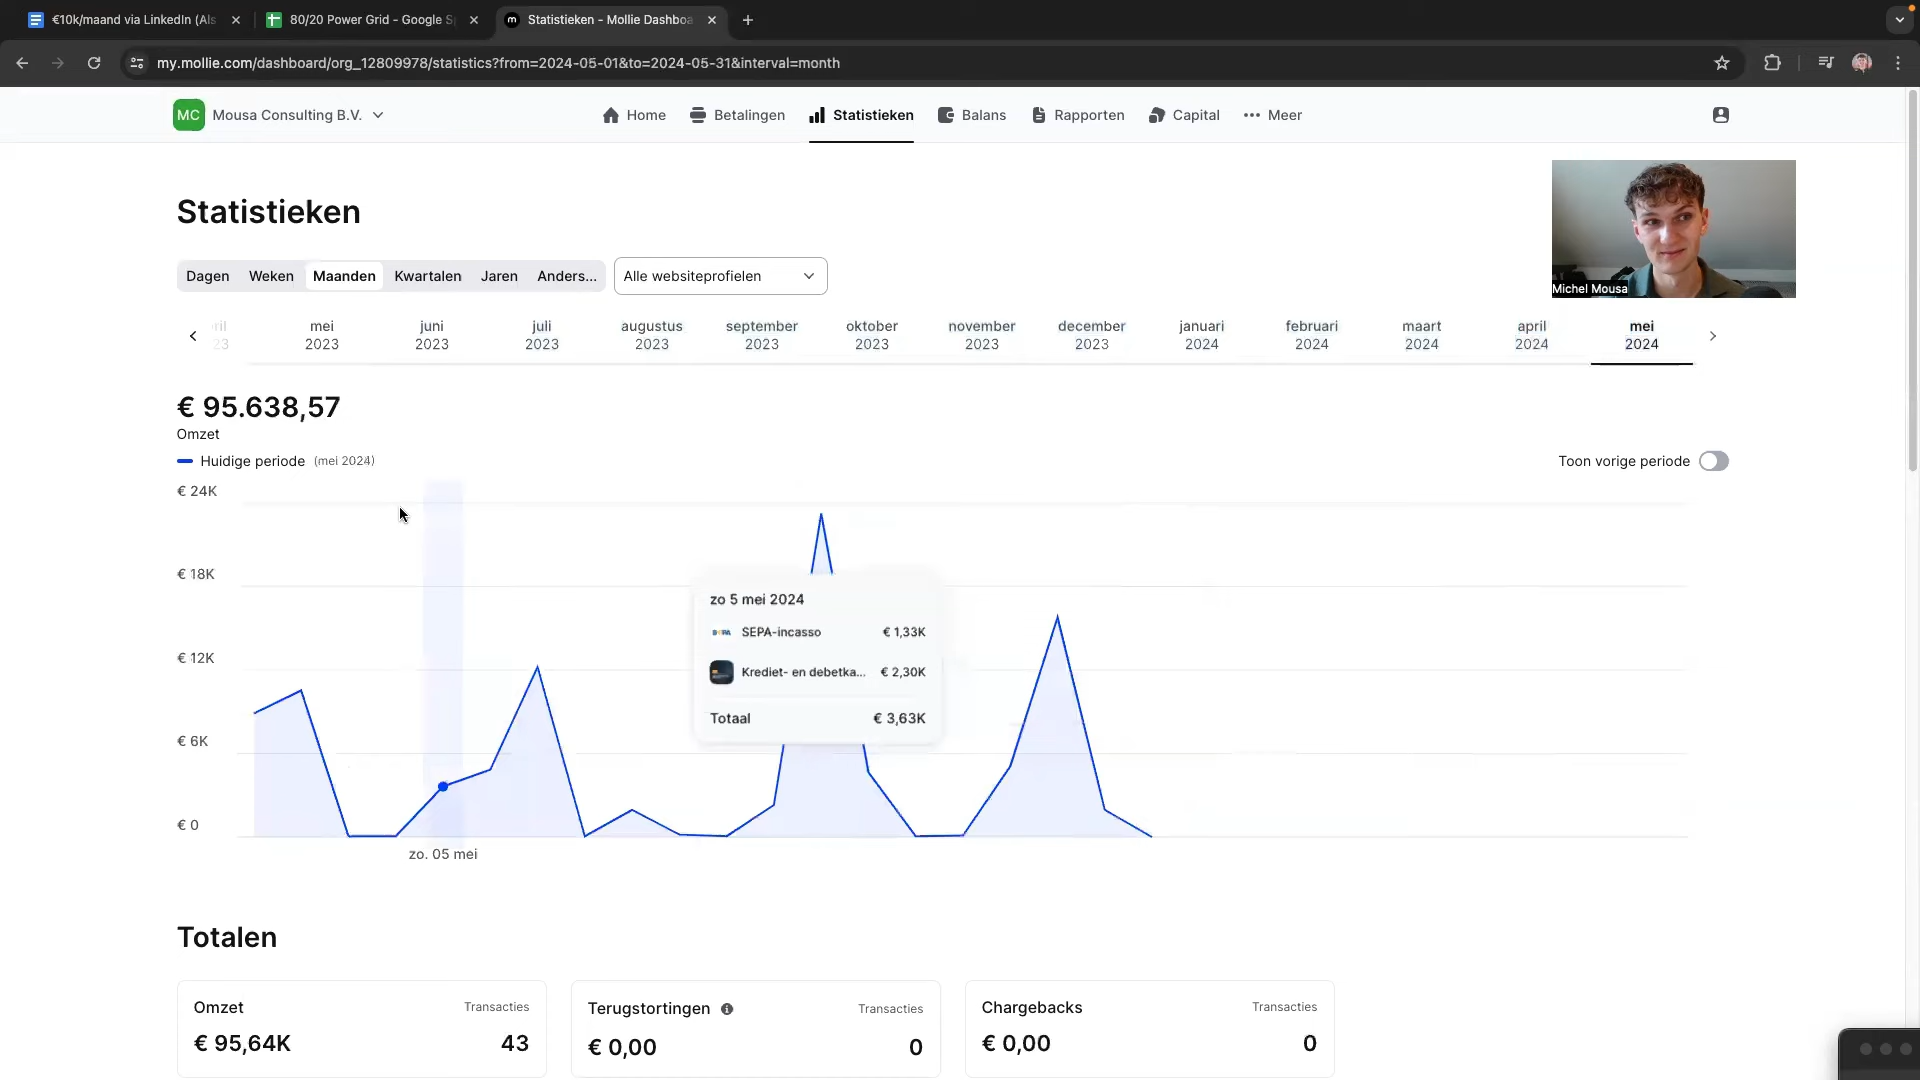 €10k/maand via LinkedIn (Als
80/20 Power Grid - Google S
Statistieken - Mollie Dashboa
my.mollie.com/dashboard/org_12809978/statistics?from=2024-05-01&to=2024-05-31&interval=month
MC Mousa Consulting B.V.
Home Betalingen Statistieken Balans Rapporten Capital Meer
Statistieken
Michel Mousa
Dagen Weken Maanden Kwartalen Jaren Anders... Alle websiteprofielen
ril 23
mei 2023
juni 2023
juli 2023
augustus 2023
september 2023
oktober 2023
november 2023
december 2023
januari 2024
februari 2024
maart 2024
april 2024
mei 2024
€ 95.638,57
Omzet
Huidige periode (mei 2024)
Toon vorige periode
€ 24K
€ 18K
€ 12K
€ 6K
€ 0
zo 5 mei 2024
SEPA-incasso € 1,33K
Krediet- en debetka... € 2,30K
Totaal € 3,63K
zo. 05 mei
Totalen
Omzet Transacties
€ 95,64K 43
Terugstortingen Transacties
€ 0,00 0
Chargebacks Transacties
€ 0,00 0